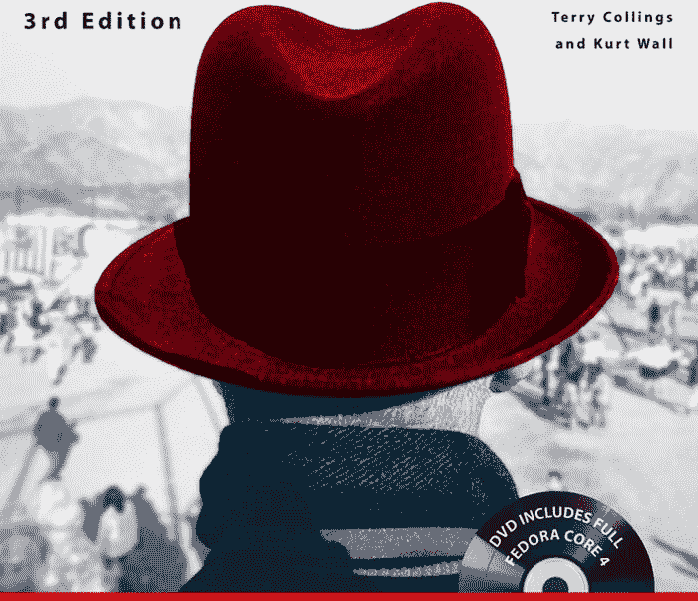 3rd Edition
Terry Collings
and Kurt Wall
DVD INCLUDES FULL
FEDORA CORE 4